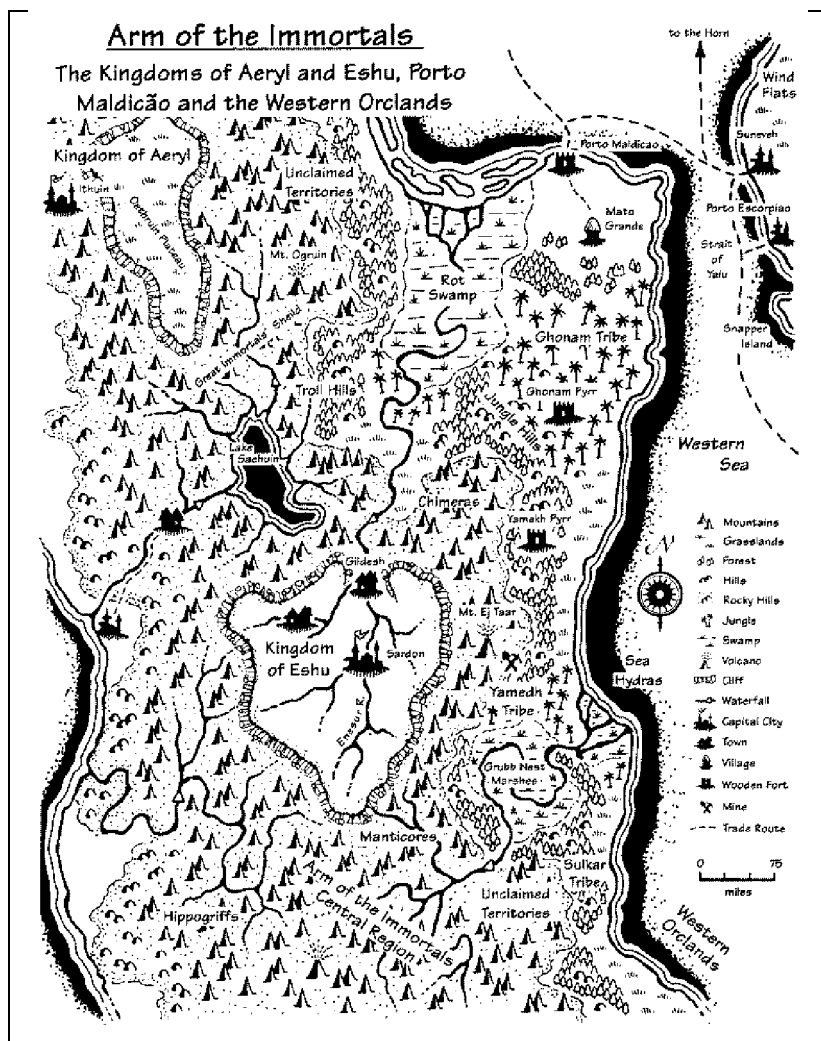 Arm of the Immortals
The Kingdoms of Aeryl and Eshu, Porto
Maldicão and the Western Orclands
to the Horn
Wind
Flats
Suneveh
Porto Maldicao
Kingdom of Aeryl
Ithuin
Unclaimed
Territories
Mato
Grande
Porto Escorpiao
Strait
of
Yalu
Mt. Ogruin
Plateau
Rot
Swamp
Snapper
Island
Ghonam Tribe
Great Immortals' Shield
Troll Hills
Ghonam Pyrr
Jungle Hills
Western
Sea
Lake
Chimeras
Yamakh Pyrr
Mountains
Grasslands
Forest
Hills
Rocky Hills
Jungle
Swamp
Volcano
Cliff
Waterfall
Capital City
Town
Village
Wooden Fort
Mine
Trade Route
0 75
miles
N
Gildesh
Mt. Ej Taar
Kingdom
of Eshu
Sardon
Sea
Hydras
Yamedh
Tribe
Emesur R.
Grubb Nest
Marshes
Manticores
Sulkar
Tribe
Arm of the Immortals
Central Region
Unclaimed
Territories
Hippogriffs
Western
Orclands